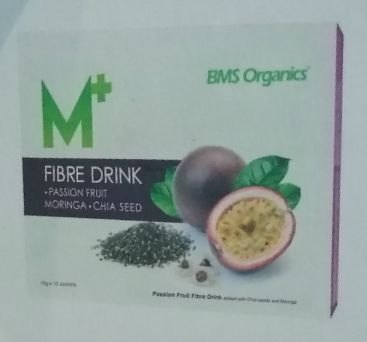 M+
BMS Organics
FIBRE DRINK
• PASSION FRUIT
MORINGA • CHIA SEED
Passion Fruit Fibre Drink added with Chia seeds and Moringa